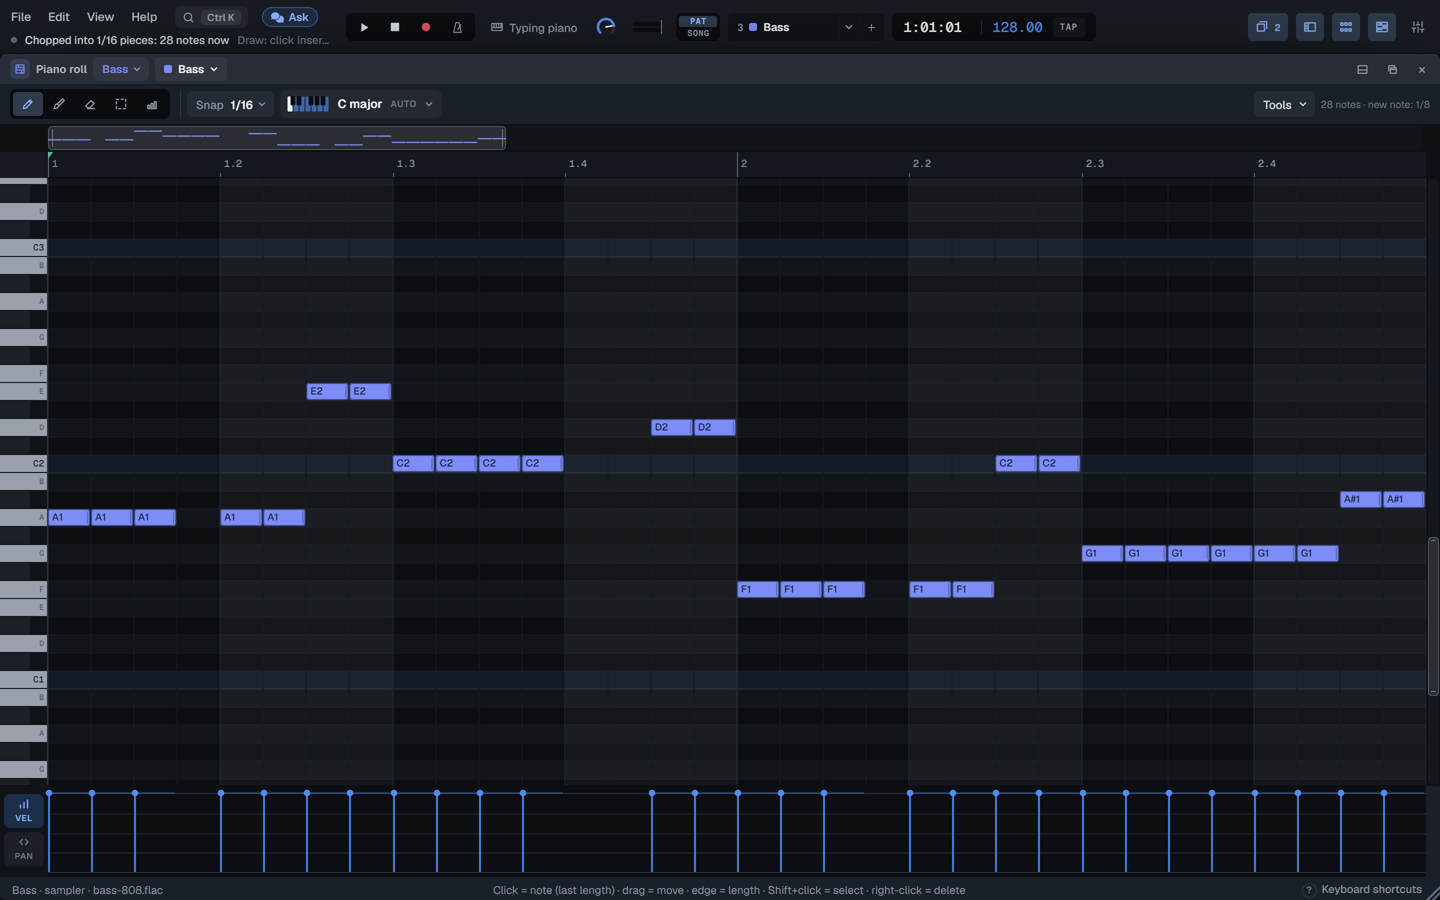 File Edit View Help Ctrl K Ask
Chopped into 1/16 pieces: 28 notes now Draw: click inser…
Typing piano PAT SONG 3 Bass + 1:01:01 128.00 TAP 2
Piano roll Bass Bass
Snap 1/16 C major AUTO Tools 28 notes · new note: 1/8
1 1.2 1.3 1.4 2 2.2 2.3 2.4
D
C3
B
A
G
F
E E2 E2
D D2 D2
C2 C2 C2 C2 C2 C2 C2
B
A#1 A#1
A A1 A1 A1 A1 A1
G G1 G1 G1 G1 G1 G1
F F1 F1 F1 F1 F1
E
D
C1
B
A
G
VEL
PAN
Bass · sampler · bass-808.flac Click = note (last length) · drag = move · edge = length · Shift+click = select · right-click = delete ? Keyboard shortcuts